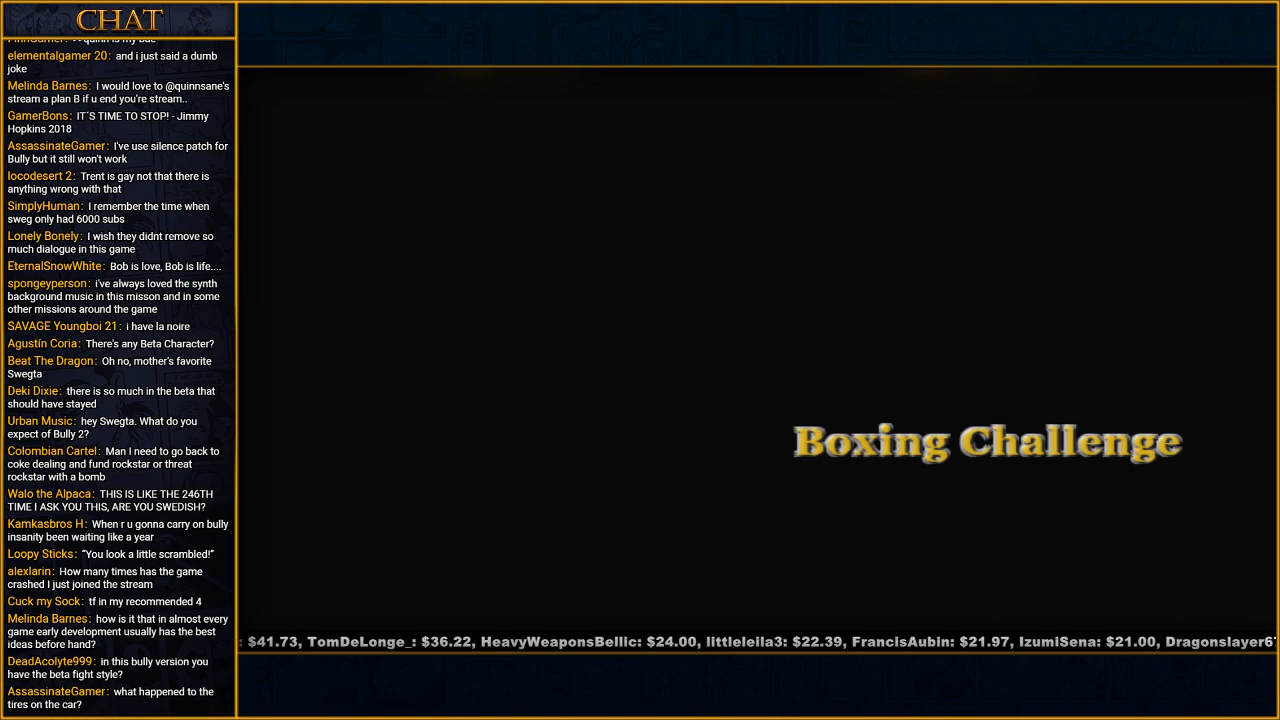 CHAT
elementalgamer 20: and i just said a dumb
joke
Melinda Barnes: I would love to @quinnsane's
stream a plan B if u end you're stream..
GamerBons: IT´S TIME TO STOP! - Jimmy
Hopkins 2018
AssassinateGamer: I've use silence patch for
Bully but it still won't work
locodesert 2: Trent is gay not that there is
anything wrong with that
SimplyHuman: I remember the time when
sweg only had 6000 subs
Lonely Bonely: I wish they didnt remove so
much dialogue in this game
EternalSnowWhite: Bob is love, Bob is life....
spongeyperson: i've always loved the synth
background music in this misson and in some
other missions around the game
SAVAGE Youngboi 21: i have la noire
Agustín Coria: There's any Beta Character?
Beat The Dragon: Oh no, mother's favorite
Swegta
Deki Dixie: there is so much in the beta that
should have stayed
Urban Music: hey Swegta. What do you
expect of Bully 2?
Colombian Cartel: Man I need to go back to
coke dealing and fund rockstar or threat
rockstar with a bomb
Walo the Alpaca: THIS IS LIKE THE 246TH
TIME I ASK YOU THIS, ARE YOU SWEDISH?
Kamkasbros H: When r u gonna carry on bully
insanity been waiting like a year
Loopy Sticks: “You look a little scrambled!”
alexlarin: How many times has the game
crashed I just joined the stream
Cuck my Sock: tf in my recommended 4
Melinda Barnes: how is it that in almost every
game early development usually has the best
ideas before hand?
DeadAcolyte999: in this bully version you
have the beta fight style?
AssassinateGamer: what happened to the
tires on the car?
Boxing Challenge
: $41.73, TomDeLonge_: $36.22, HeavyWeaponsBellic: $24.00, littleleila3: $22.39, FrancisAubin: $21.97, IzumiSena: $21.00, Dragonslayer6